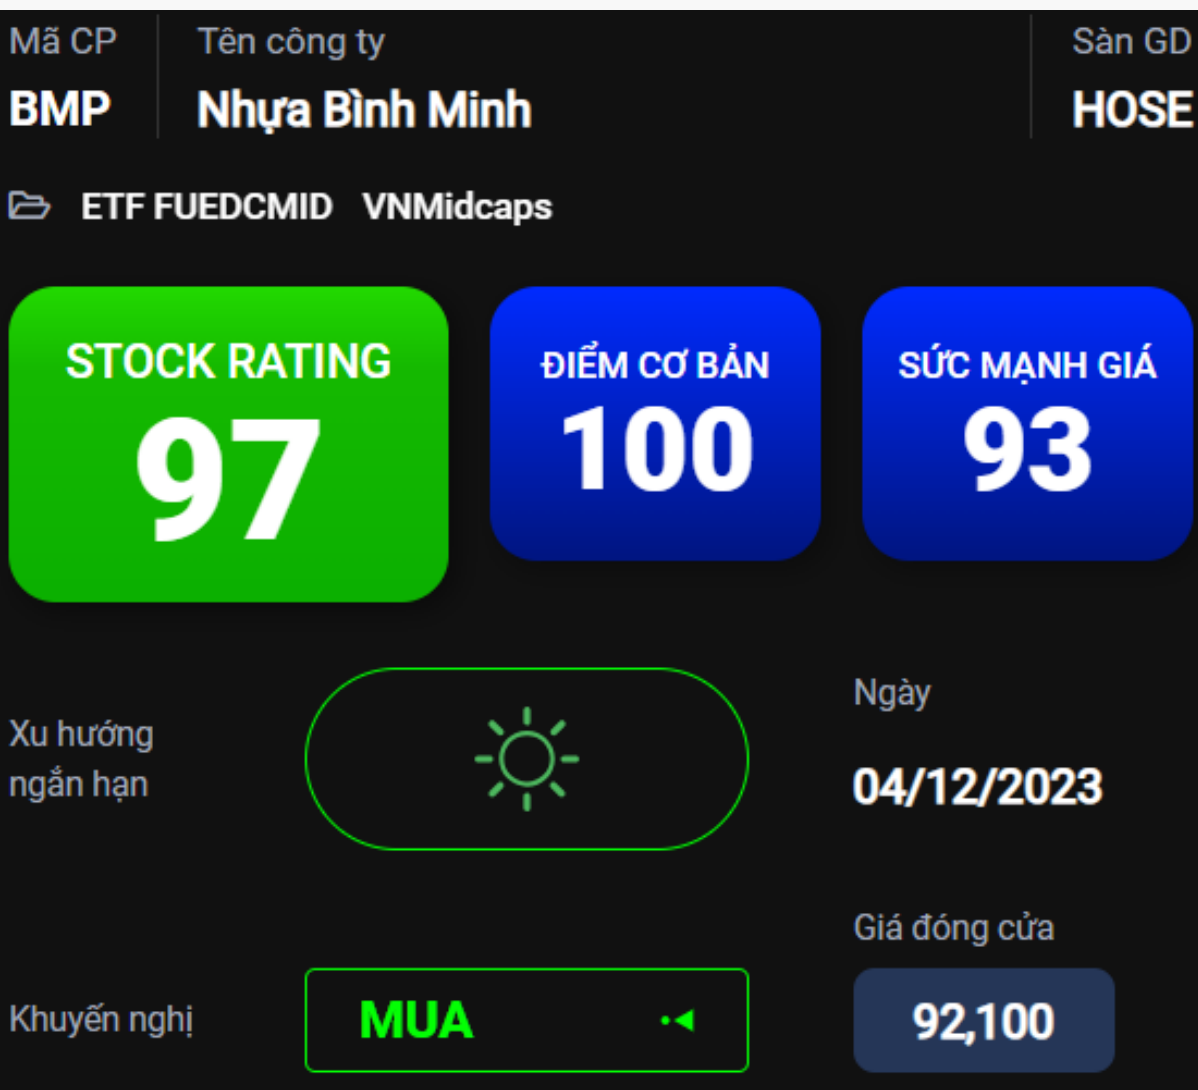 Mã CP
Tên công ty
Sàn GD
BMP
Nhựa Bình Minh
HOSE
ETF FUEDCMID
VNMidcaps
STOCK RATING
97
ĐIỂM CƠ BẢN
100
SỨC MẠNH GIÁ
93
Xu hướng
ngắn hạn
Ngày
04/12/2023
Khuyến nghị
MUA
Giá đóng cửa
92,100